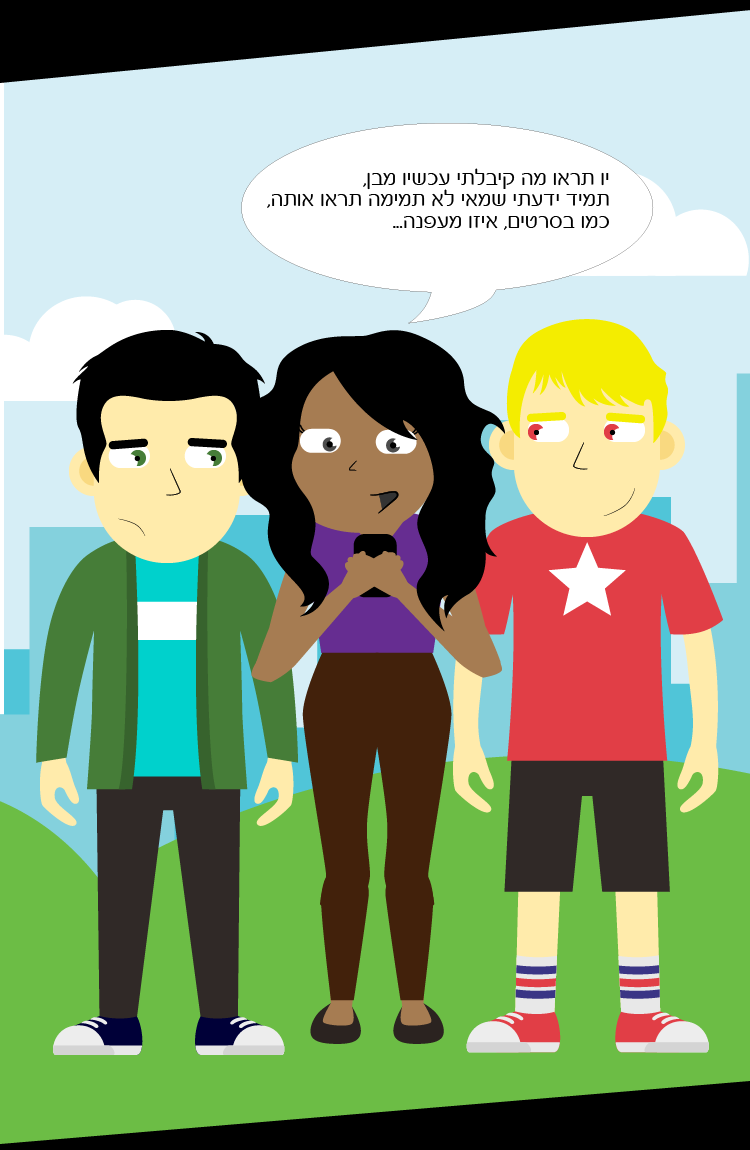 יו תראו מה קיבלתי עכשיו מבן,
תמיד ידעתי שמאי לא תמימה תראו אותה,
כמו בסרטים, איזו מעפנה...